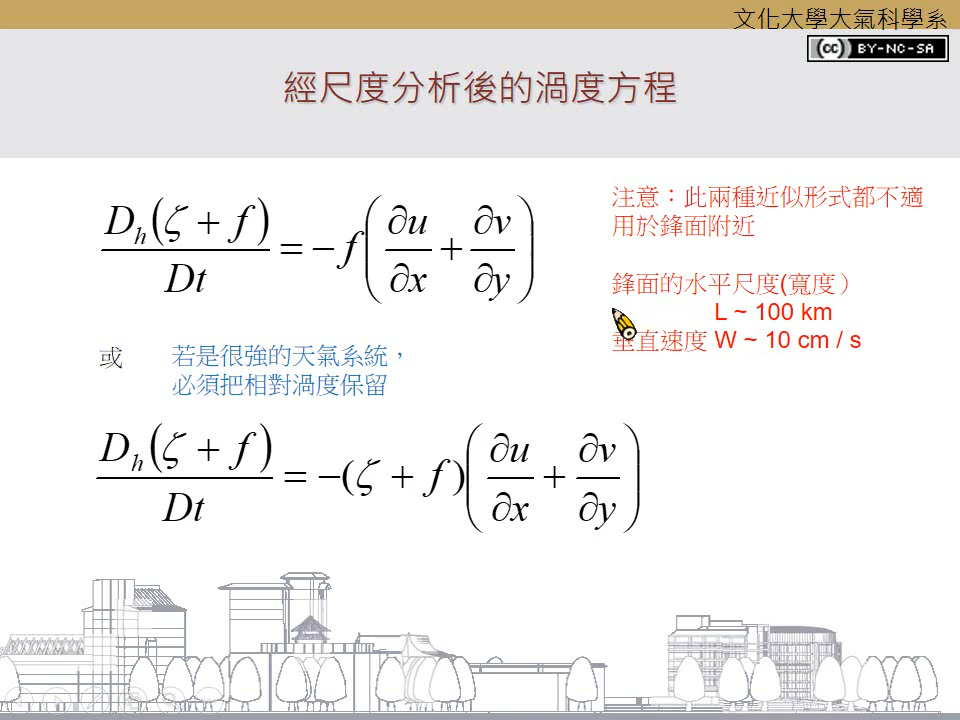 文化大學大氣科學系
cc BY-NC-SA
經尺度分析後的渦度方程
D_h(ζ + f)/Dt = −f(∂u/∂x + ∂v/∂y)
注意：此兩種近似形式都不適
用於鋒面附近
鋒面的水平尺度(寬度）
L ~ 100 km
垂直速度 W ~ 10 cm / s
或
若是很強的天氣系統，
必須把相對渦度保留
D_h(ζ + f)/Dt = −(ζ + f)(∂u/∂x + ∂v/∂y)